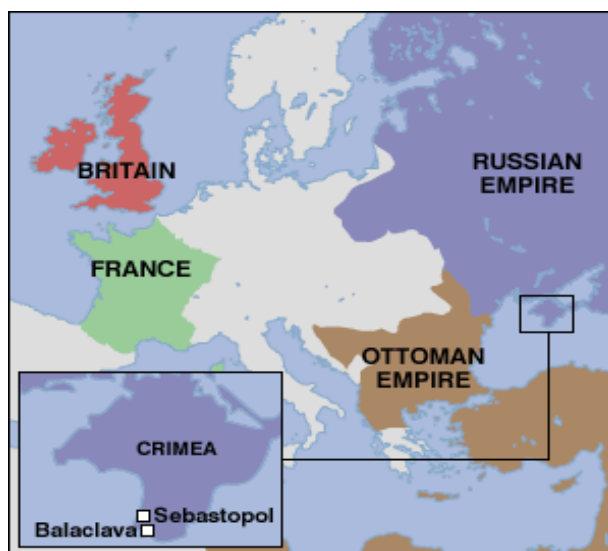 BRITAIN
RUSSIAN
EMPIRE
FRANCE
OTTOMAN
EMPIRE
CRIMEA
Sebastopol
Balaclava